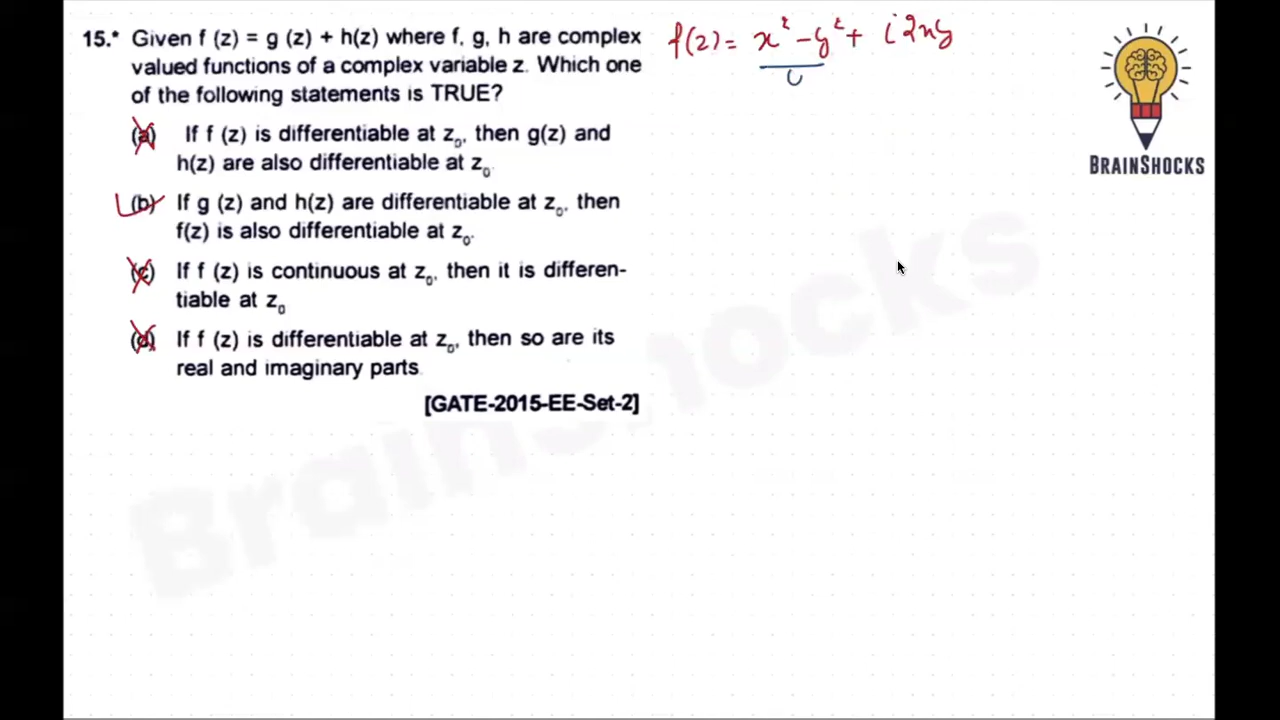 15.* Given f (z) = g (z) + h(z) where f, g, h are complex
valued functions of a complex variable z. Which one
of the following statements is TRUE?
(a) If f (z) is differentiable at z₀, then g(z) and
h(z) are also differentiable at z₀.
(b) If g (z) and h(z) are differentiable at z₀, then
f(z) is also differentiable at z₀.
(c) If f (z) is continuous at z₀, then it is differen-
tiable at z₀
(d) If f (z) is differentiable at z₀, then so are its
real and imaginary parts.
[GATE-2015-EE-Set-2]
f(z) = x² - y² + i2xy
U
BRAINSHOCKS
BrainShocks